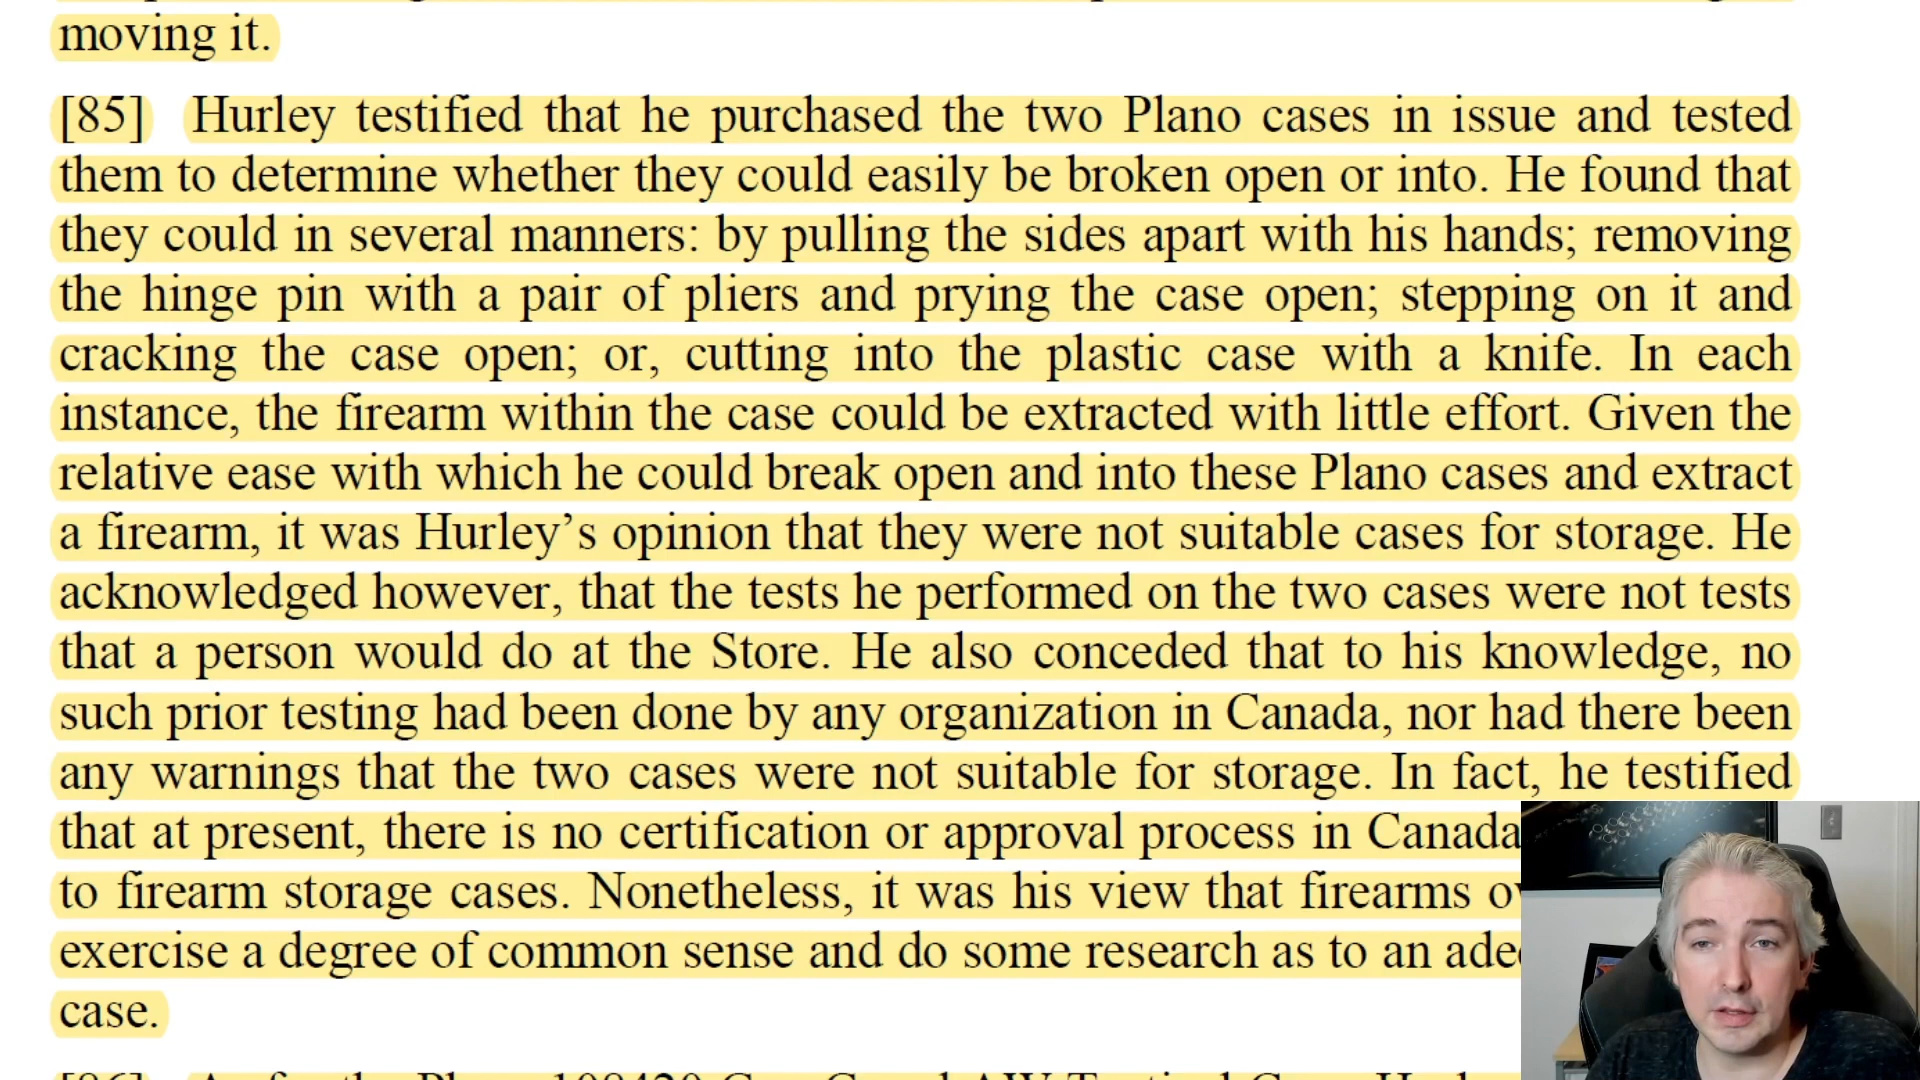 moving it.
[85] Hurley testified that he purchased the two Plano cases in issue and tested
them to determine whether they could easily be broken open or into. He found that
they could in several manners: by pulling the sides apart with his hands; removing
the hinge pin with a pair of pliers and prying the case open; stepping on it and
cracking the case open; or, cutting into the plastic case with a knife. In each
instance, the firearm within the case could be extracted with little effort. Given the
relative ease with which he could break open and into these Plano cases and extract
a firearm, it was Hurley’s opinion that they were not suitable cases for storage. He
acknowledged however, that the tests he performed on the two cases were not tests
that a person would do at the Store. He also conceded that to his knowledge, no
such prior testing had been done by any organization in Canada, nor had there been
any warnings that the two cases were not suitable for storage. In fact, he testified
that at present, there is no certification or approval process in Canada
to firearm storage cases. Nonetheless, it was his view that firearms
exercise a degree of common sense and do some research as to an
case.